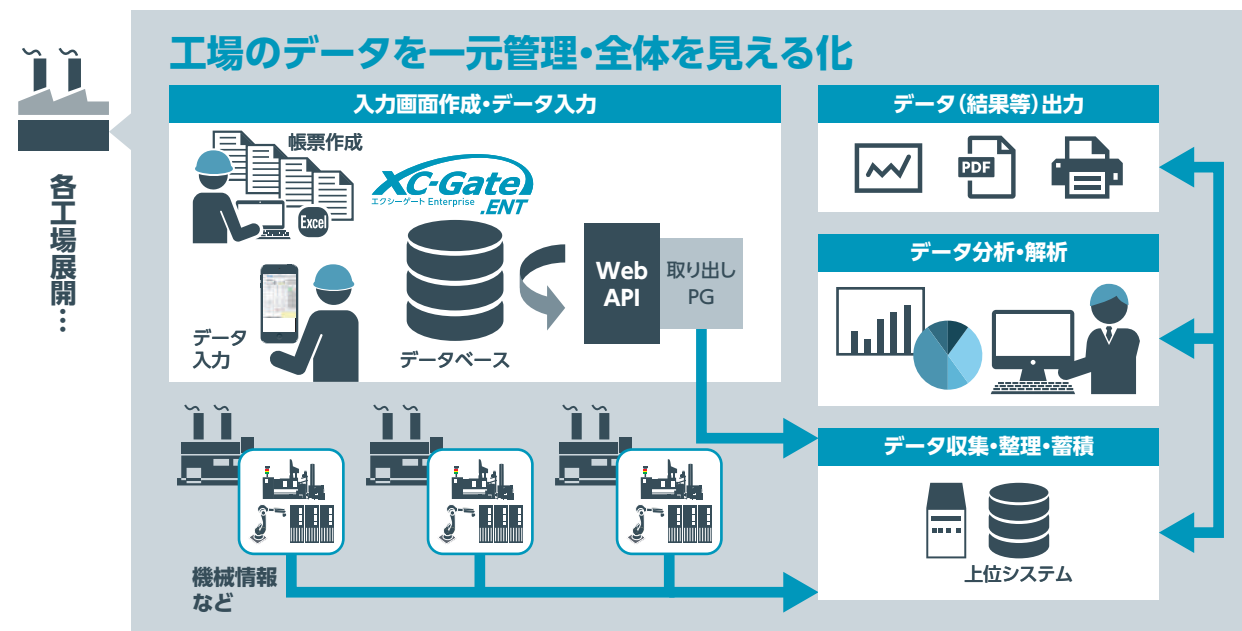 工場のデータを一元管理・全体を見える化
各工場展開…
入力画面作成・データ入力
帳票作成
Excel
XC-Gate
エクシーゲート Enterprise
.ENT
データ
入力
データベース
Web
API
取り出し
PG
機械情報
など
データ（結果等）出力
PDF
データ分析・解析
データ収集・整理・蓄積
上位システム